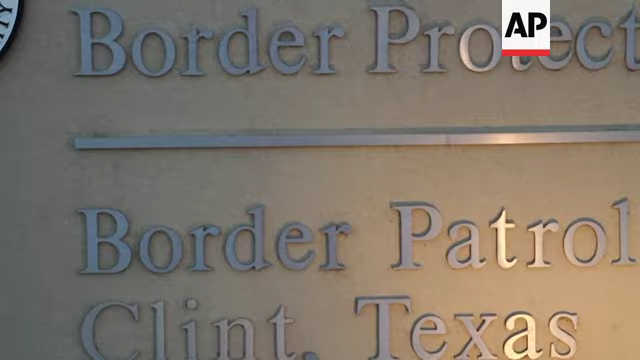 AP
Border Protect
Border Patrol
Clint, Texas